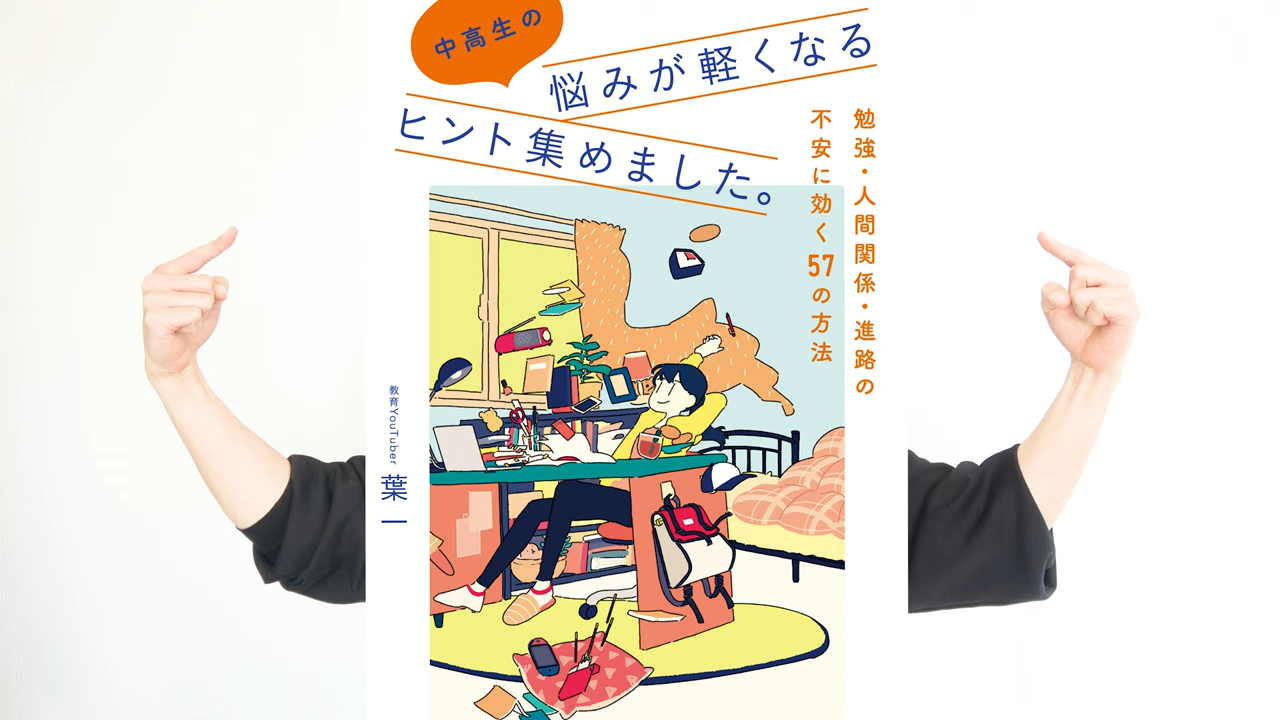 中高生の
悩みが軽くなる
ヒント集めました。
勉強・人間関係・進路の
不安に効く57の方法
教育YouTuber
葉一